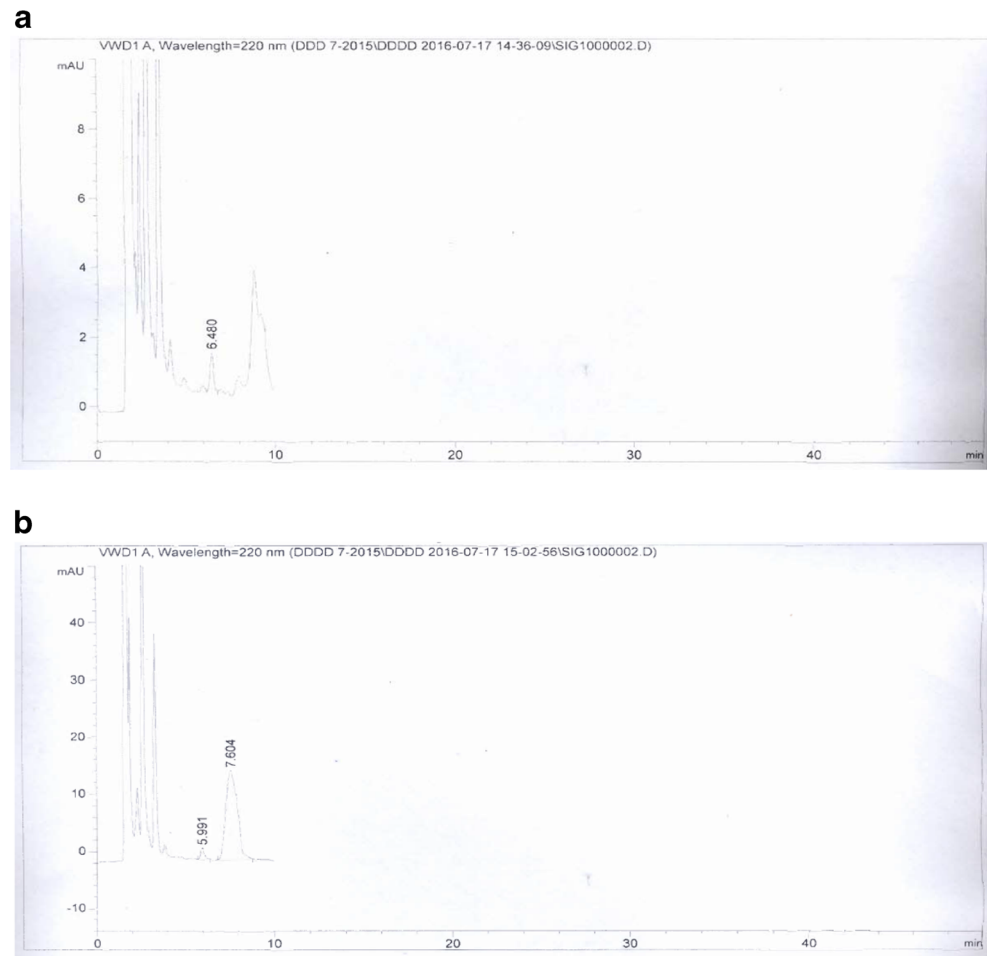 a
VWD1 A, Wavelength=220 nm (DDD 7-2015\DDDD 2016-07-17 14-36-09\SIG1000002.D)
mAU
8
6
4
2
0
6.480
0 10 20 30 40 min
b
VWD1 A, Wavelength=220 nm (DDDD 7-2015\DDDD 2016-07-17 15-02-56\SIG1000002.D)
mAU
40
30
20
10
0
-10
5.991
7.604
0 10 20 30 40 min